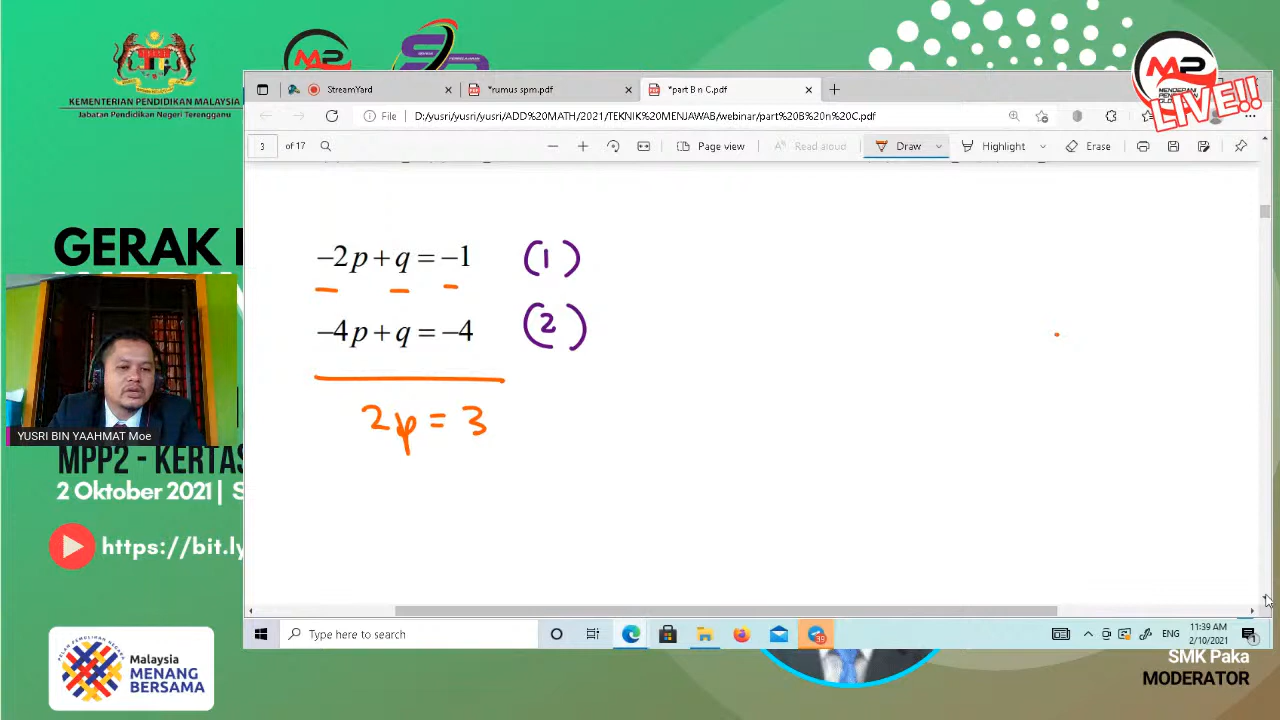 KEMENTERIAN PENDIDIKAN MALAYSIA
Jabatan Pendidikan Negeri Terengganu
MP
MP
LIVE!!
StreamYard
*rumus spm.pdf
*part B n C.pdf
File
D:/yusri/yusri/yusri/ADD%20MATH/2021/TEKNIK%20MENJAWAB/webinar/part%20B%20n%20C.pdf
3 of 17
Page view
Read aloud
Draw
Highlight
Erase
GERAK
−2p + q = −1 (1)
−4p + q = −4 (2)
2p = 3
YUSRI BIN YAAHMAT Moe
MPP2 - KERTAS
2 Oktober 2021| S
https://bit.ly
Type here to search
39
ENG
11:39 AM
2/10/2021
1
Malaysia
MENANG
BERSAMA
SMK Paka
MODERATOR